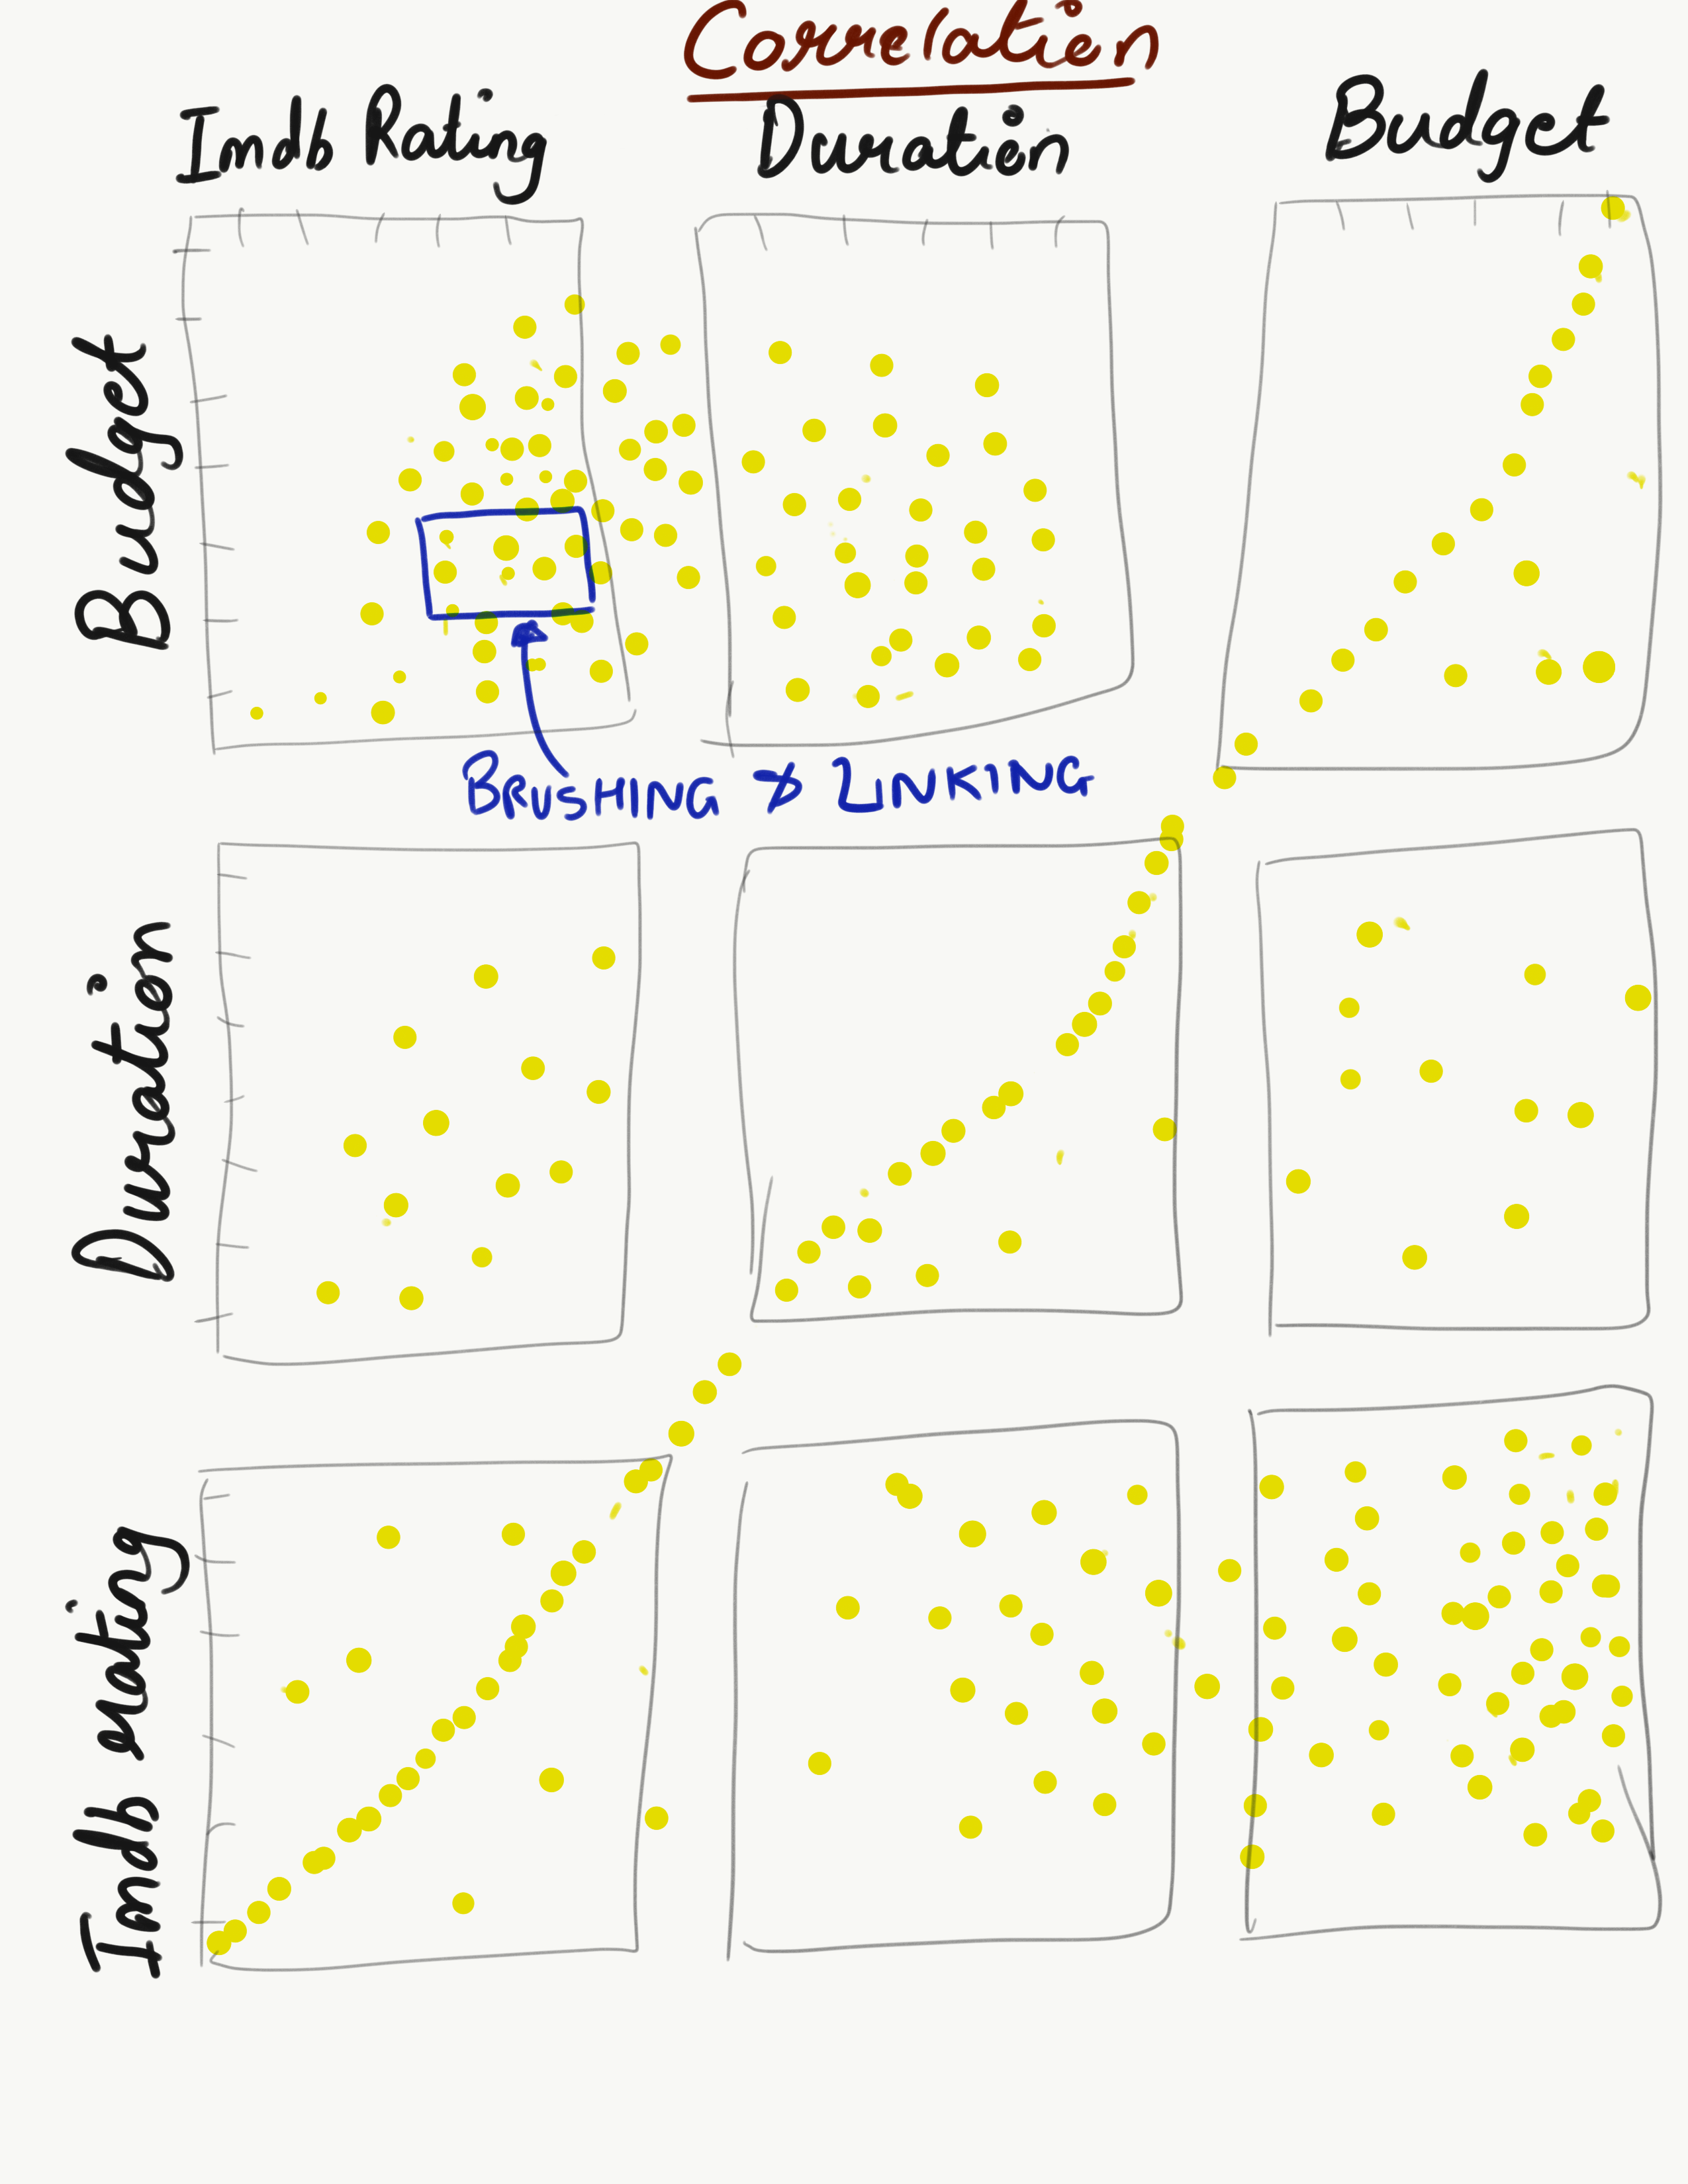 Correlation
Imdb Rating
Duration
Budget
Budget
BRUSHING & LINKING
Duration
Imdb rating